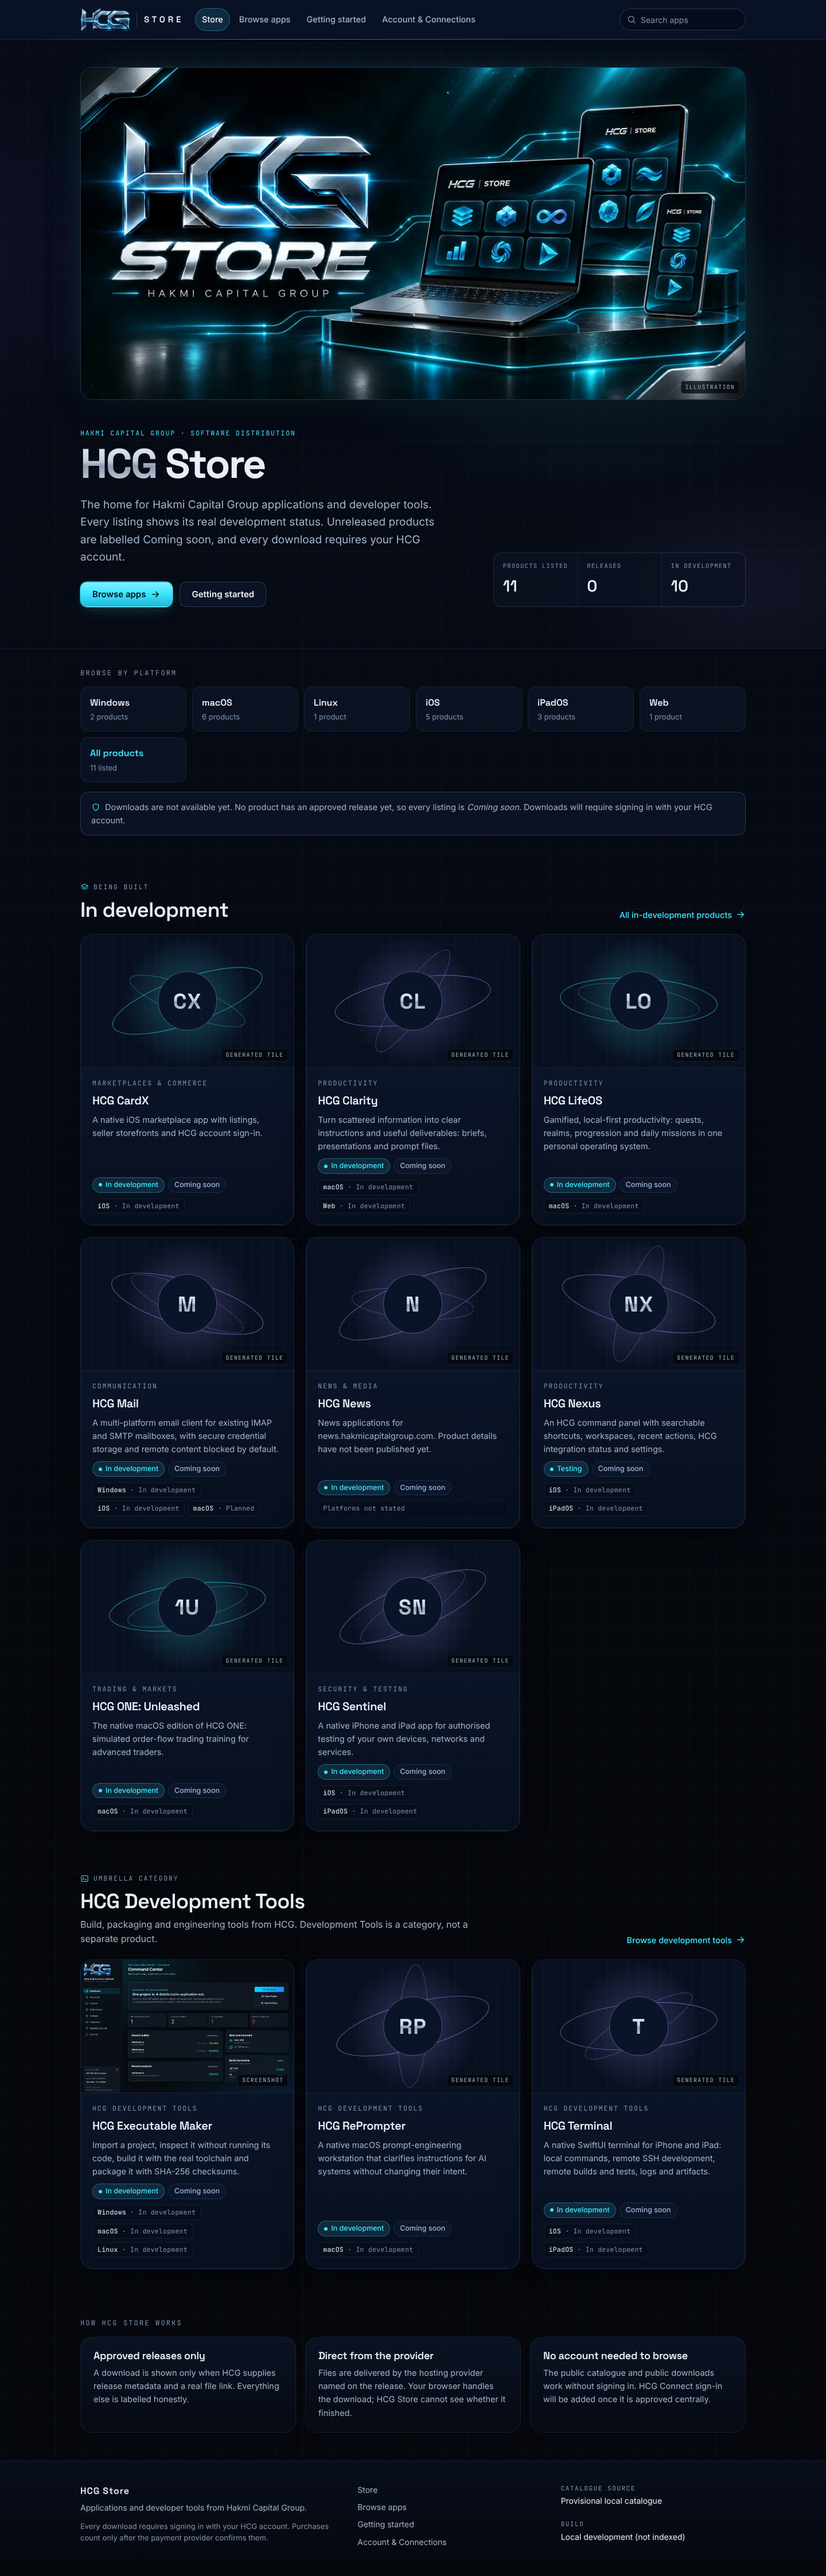 HCG
STORE
Store
Browse apps
Getting started
Account & Connections
Search apps
HCG
STORE
HAKMI CAPITAL GROUP
HCG | STORE
HCG | STORE
HCG | STORE
ILLUSTRATION
HAKMI CAPITAL GROUP · SOFTWARE DISTRIBUTION
HCG Store
The home for Hakmi Capital Group applications and developer tools.
Every listing shows its real development status. Unreleased products
are labelled Coming soon, and every download requires your HCG
account.
Browse apps →
Getting started
PRODUCTS LISTED
11
RELEASED
0
IN DEVELOPMENT
10
BROWSE BY PLATFORM
Windows
2 products
macOS
6 products
Linux
1 product
iOS
5 products
iPadOS
3 products
Web
1 product
All products
11 listed
Downloads are not available yet. No product has an approved release yet, so every listing is Coming soon. Downloads will require signing in with your HCG
account.
BEING BUILT
In development
All in-development products →
CX
GENERATED TILE
MARKETPLACES & COMMERCE
HCG CardX
A native iOS marketplace app with listings,
seller storefronts and HCG account sign-in.
In development
Coming soon
iOS · In development
CL
GENERATED TILE
PRODUCTIVITY
HCG Clarity
Turn scattered information into clear
instructions and useful deliverables: briefs,
presentations and prompt files.
In development
Coming soon
macOS · In development
Web · In development
LO
GENERATED TILE
PRODUCTIVITY
HCG LifeOS
Gamified, local-first productivity: quests,
realms, progression and daily missions in one
personal operating system.
In development
Coming soon
macOS · In development
M
GENERATED TILE
COMMUNICATION
HCG Mail
A multi-platform email client for existing IMAP
and SMTP mailboxes, with secure credential
storage and remote content blocked by default.
In development
Coming soon
Windows · In development
iOS · In development
macOS · Planned
N
GENERATED TILE
NEWS & MEDIA
HCG News
News applications for
news.hakmicapitalgroup.com. Product details
have not been published yet.
In development
Coming soon
Platforms not stated
NX
GENERATED TILE
PRODUCTIVITY
HCG Nexus
An HCG command panel with searchable
shortcuts, workspaces, recent actions, HCG
integration status and settings.
Testing
Coming soon
iOS · In development
iPadOS · In development
1U
GENERATED TILE
TRADING & MARKETS
HCG ONE: Unleashed
The native macOS edition of HCG ONE:
simulated order-flow trading training for
advanced traders.
In development
Coming soon
macOS · In development
SN
GENERATED TILE
SECURITY & TESTING
HCG Sentinel
A native iPhone and iPad app for authorised
testing of your own devices, networks and
services.
In development
Coming soon
iOS · In development
iPadOS · In development
UMBRELLA CATEGORY
HCG Development Tools
Build, packaging and engineering tools from HCG. Development Tools is a category, not a
separate product.
Browse development tools →
HCG
Command Center
SCREENSHOT
HCG DEVELOPMENT TOOLS
HCG Executable Maker
Import a project, inspect it without running its
code, build it with the real toolchain and
package it with SHA-256 checksums.
In development
Coming soon
Windows · In development
macOS · In development
Linux · In development
RP
GENERATED TILE
HCG DEVELOPMENT TOOLS
HCG RePrompter
A native macOS prompt-engineering
workstation that clarifies instructions for AI
systems without changing their intent.
In development
Coming soon
macOS · In development
T
GENERATED TILE
HCG DEVELOPMENT TOOLS
HCG Terminal
A native SwiftUI terminal for iPhone and iPad:
local commands, remote SSH development,
remote builds and tests, logs and artifacts.
In development
Coming soon
iOS · In development
iPadOS · In development
HOW HCG STORE WORKS
Approved releases only
A download is shown only when HCG supplies
release metadata and a real file link. Everything
else is labelled honestly.
Direct from the provider
Files are delivered by the hosting provider
named on the release. Your browser handles
the download; HCG Store cannot see whether it
finished.
No account needed to browse
The public catalogue and public downloads
work without signing in. HCG Connect sign-in
will be added once it is approved centrally.
HCG Store
Applications and developer tools from Hakmi Capital Group.
Every download requires signing in with your HCG account. Purchases
count only after the payment provider confirms them.
Store
Browse apps
Getting started
Account & Connections
CATALOGUE SOURCE
Provisional local catalogue
BUILD
Local development (not indexed)